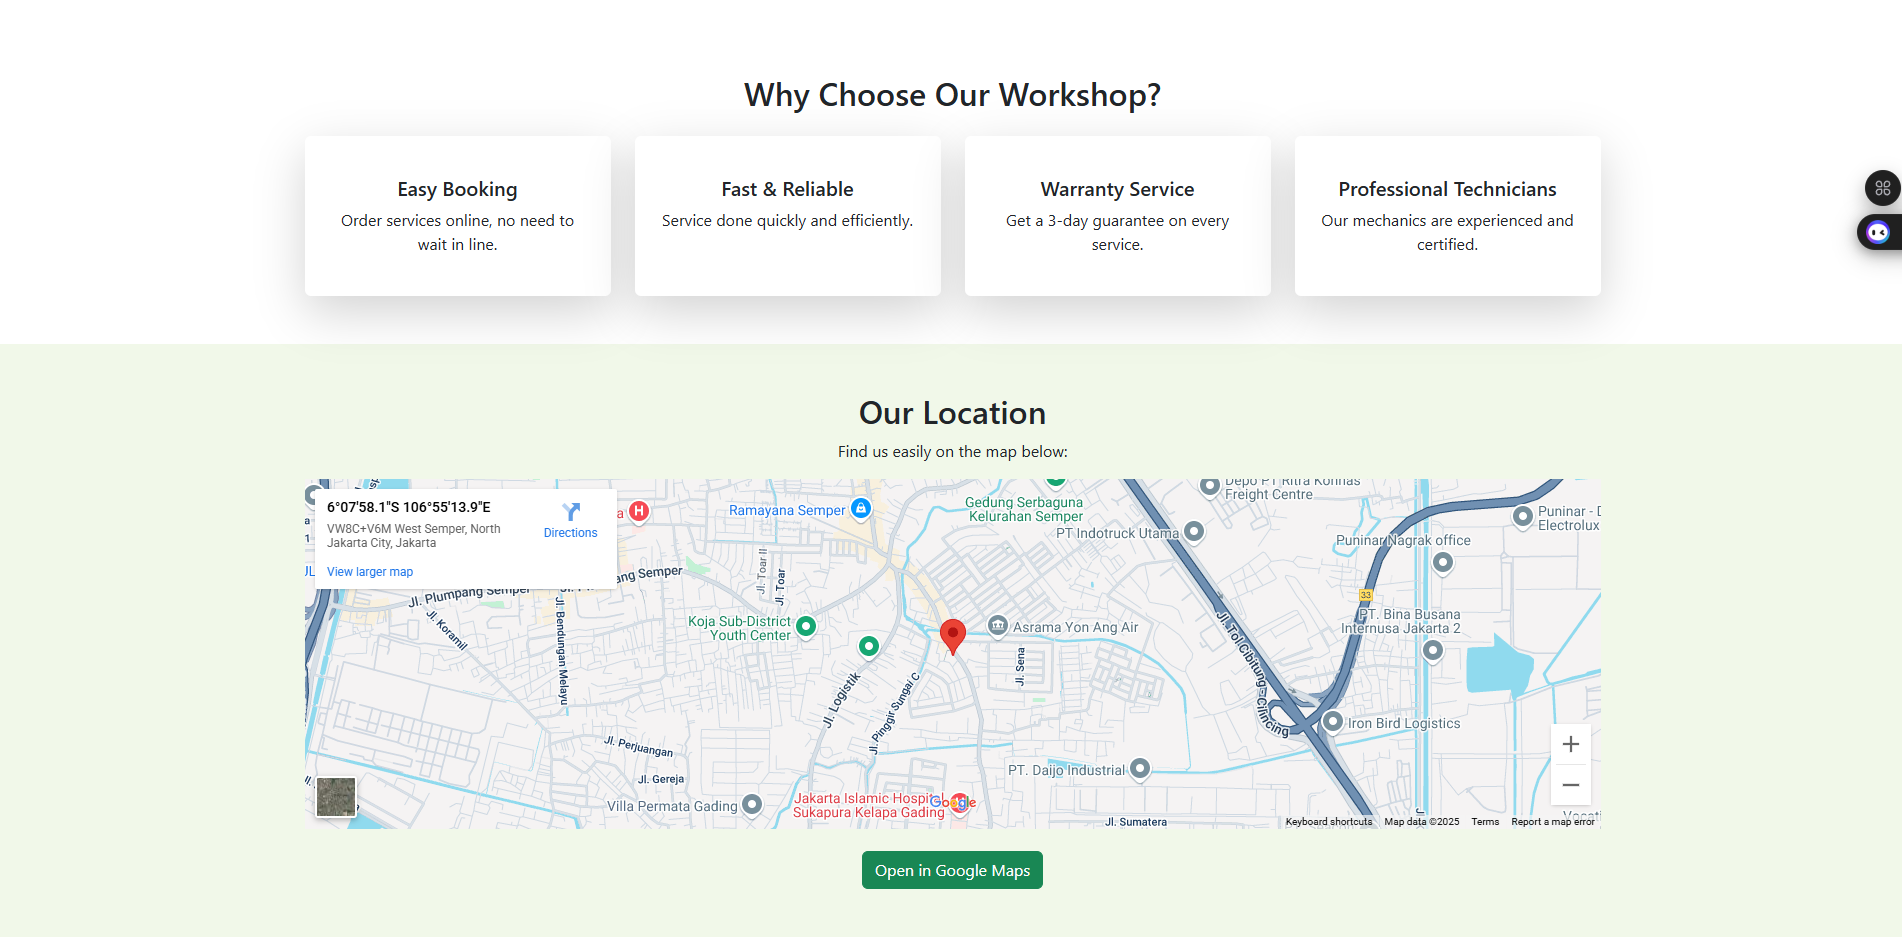 Why Choose Our Workshop?
Easy Booking
Order services online, no need to
wait in line.
Fast & Reliable
Service done quickly and efficiently.
Warranty Service
Get a 3-day guarantee on every
service.
Professional Technicians
Our mechanics are experienced and
certified.
Our Location
Find us easily on the map below:
6°07'58.1"S 106°55'13.9"E
VW8C+V6M West Semper, North
Jakarta City, Jakarta
Directions
View larger map
Ramayana Semper
Gedung Serbaguna
Kelurahan Semper
PT Indotruck Utama
Freight Centre
Puninar
Electrolux
Puninar Nagrak office
33
PT. Bina Busana
Internusa Jakarta 2
ang Semper
Jl. Plumpang Semper
Jl. Koramil
Jl. Bendungan Melayu
Jl. Toar II
Jl. Toar
Koja Sub-District
Youth Center
Asrama Yon Ang Air
Jl. Sena
Jl. Logistik
Jl. Pinggir Sungai C
Jl. Tol Cibitung - Cilincing
Iron Bird Logistics
Jl. Perjuangan
Jl. Gereja
PT. Daijo Industrial
Villa Permata Gading
Jakarta Islamic Hospital
Sukapura Kelapa Gading
Google
Jl. Sumatera
Keyboard shortcuts
Map data ©2025
Terms
Report a map error
Open in Google Maps